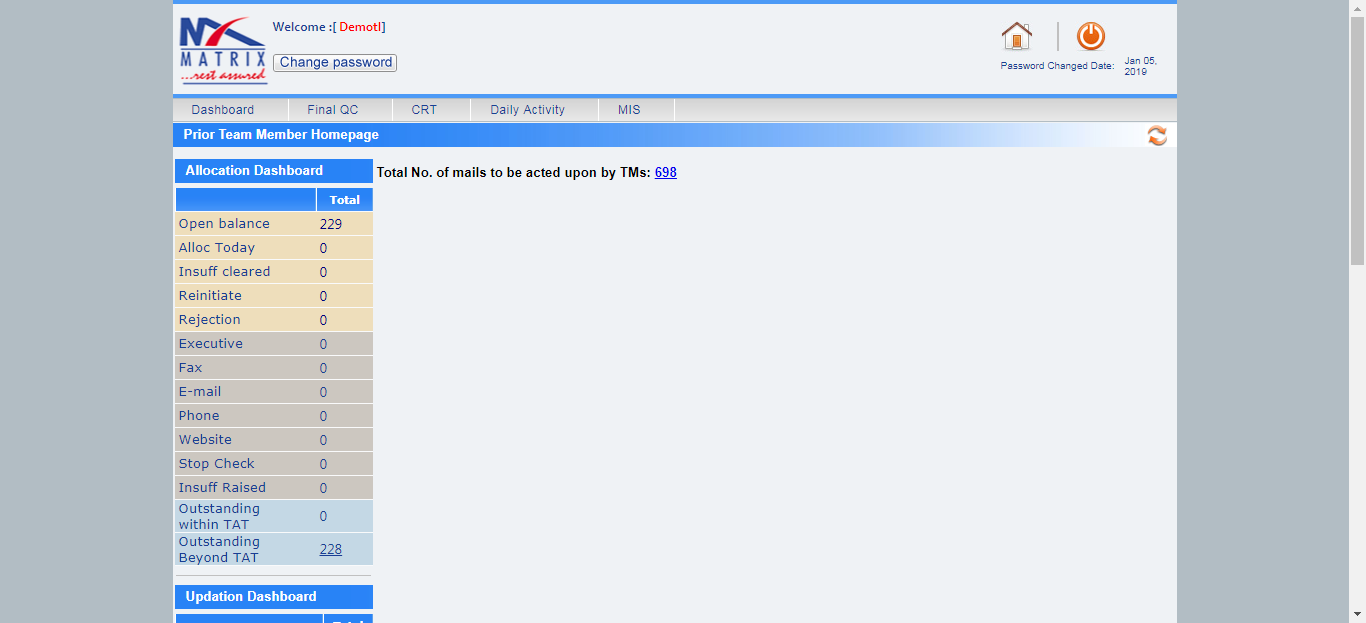 MATRIX
...rest assured
Welcome :[ Demotl]
Change password
Password Changed Date:
Jan 05,
2019
Dashboard
Final QC
CRT
Daily Activity
MIS
Prior Team Member Homepage
Allocation Dashboard
Total No. of mails to be acted upon by TMs: 698
Total
Open balance 229
Alloc Today 0
Insuff cleared 0
Reinitiate 0
Rejection 0
Executive 0
Fax 0
E-mail 0
Phone 0
Website 0
Stop Check 0
Insuff Raised 0
Outstanding
within TAT 0
Outstanding
Beyond TAT 228
Updation Dashboard
Total